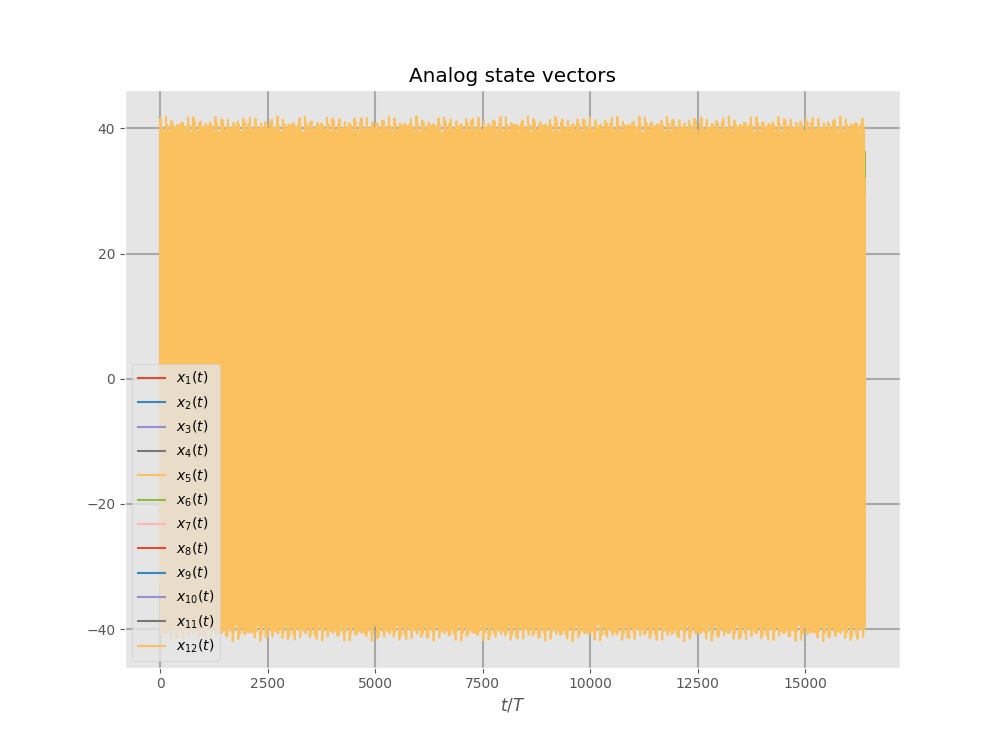 Analog state vectors
40
20
0
−20
−40
x₁(t)
x₂(t)
x₃(t)
x₄(t)
x₅(t)
x₆(t)
x₇(t)
x₈(t)
x₉(t)
x₁₀(t)
x₁₁(t)
x₁₂(t)
0 2500 5000 7500 10000 12500 15000
t/T